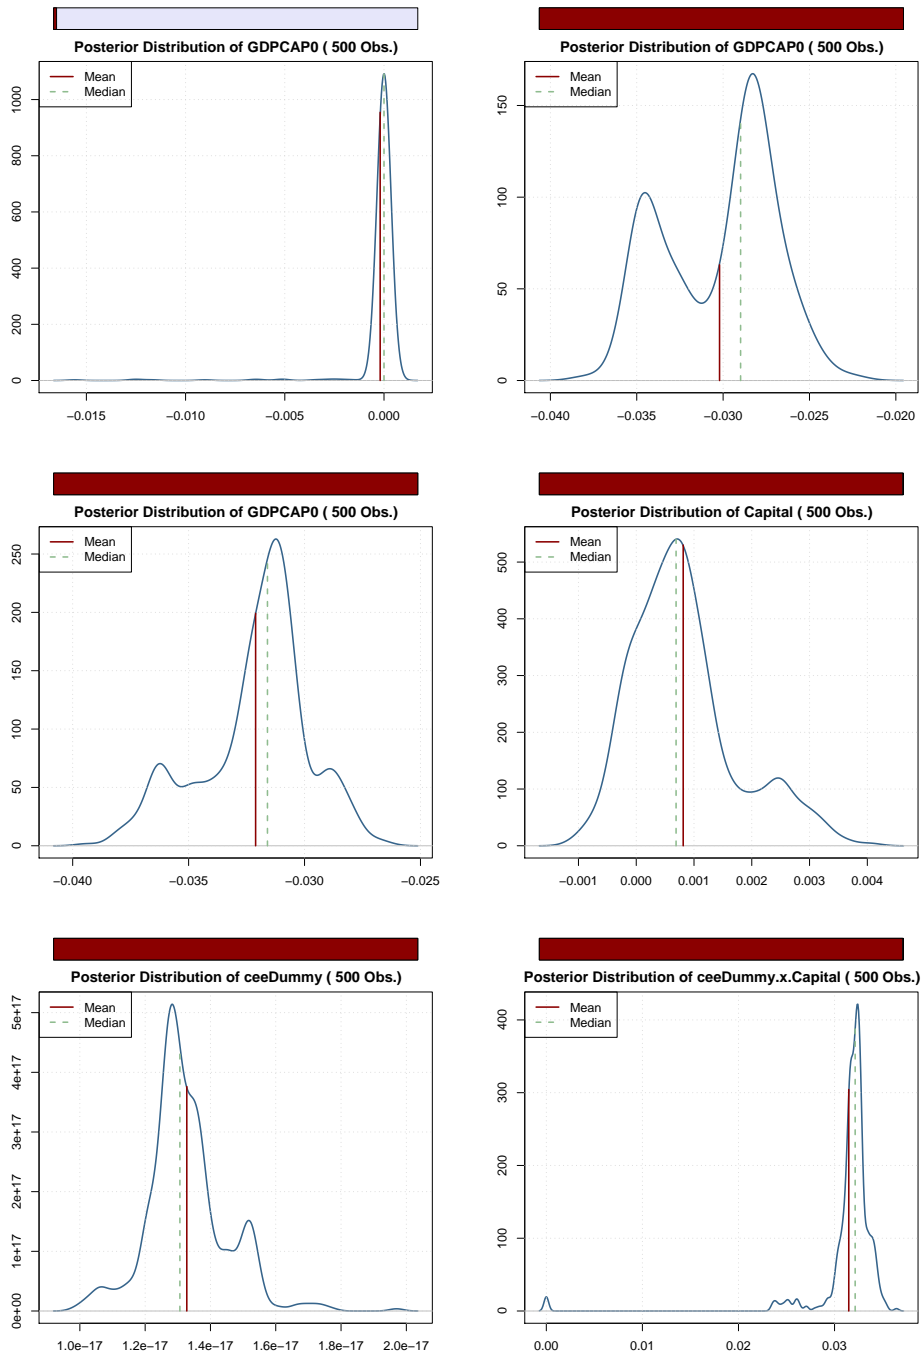 Posterior Distribution of GDPCAP0 ( 500 Obs.)
Mean
Median
0 200 400 600 800 1000
−0.015 −0.010 −0.005 0.000
Posterior Distribution of GDPCAP0 ( 500 Obs.)
Mean
Median
0 50 100 150
−0.040 −0.035 −0.030 −0.025 −0.020
Posterior Distribution of GDPCAP0 ( 500 Obs.)
Mean
Median
0 50 100 150 200 250
−0.040 −0.035 −0.030 −0.025
Posterior Distribution of Capital ( 500 Obs.)
Mean
Median
0 100 200 300 400 500
−0.001 0.000 0.001 0.002 0.003 0.004
Posterior Distribution of ceeDummy ( 500 Obs.)
Mean
Median
0e+00 1e+17 2e+17 3e+17 4e+17 5e+17
1.0e−17 1.2e−17 1.4e−17 1.6e−17 1.8e−17 2.0e−17
Posterior Distribution of ceeDummy.x.Capital ( 500 Obs.)
Mean
Median
0 100 200 300 400
0.00 0.01 0.02 0.03